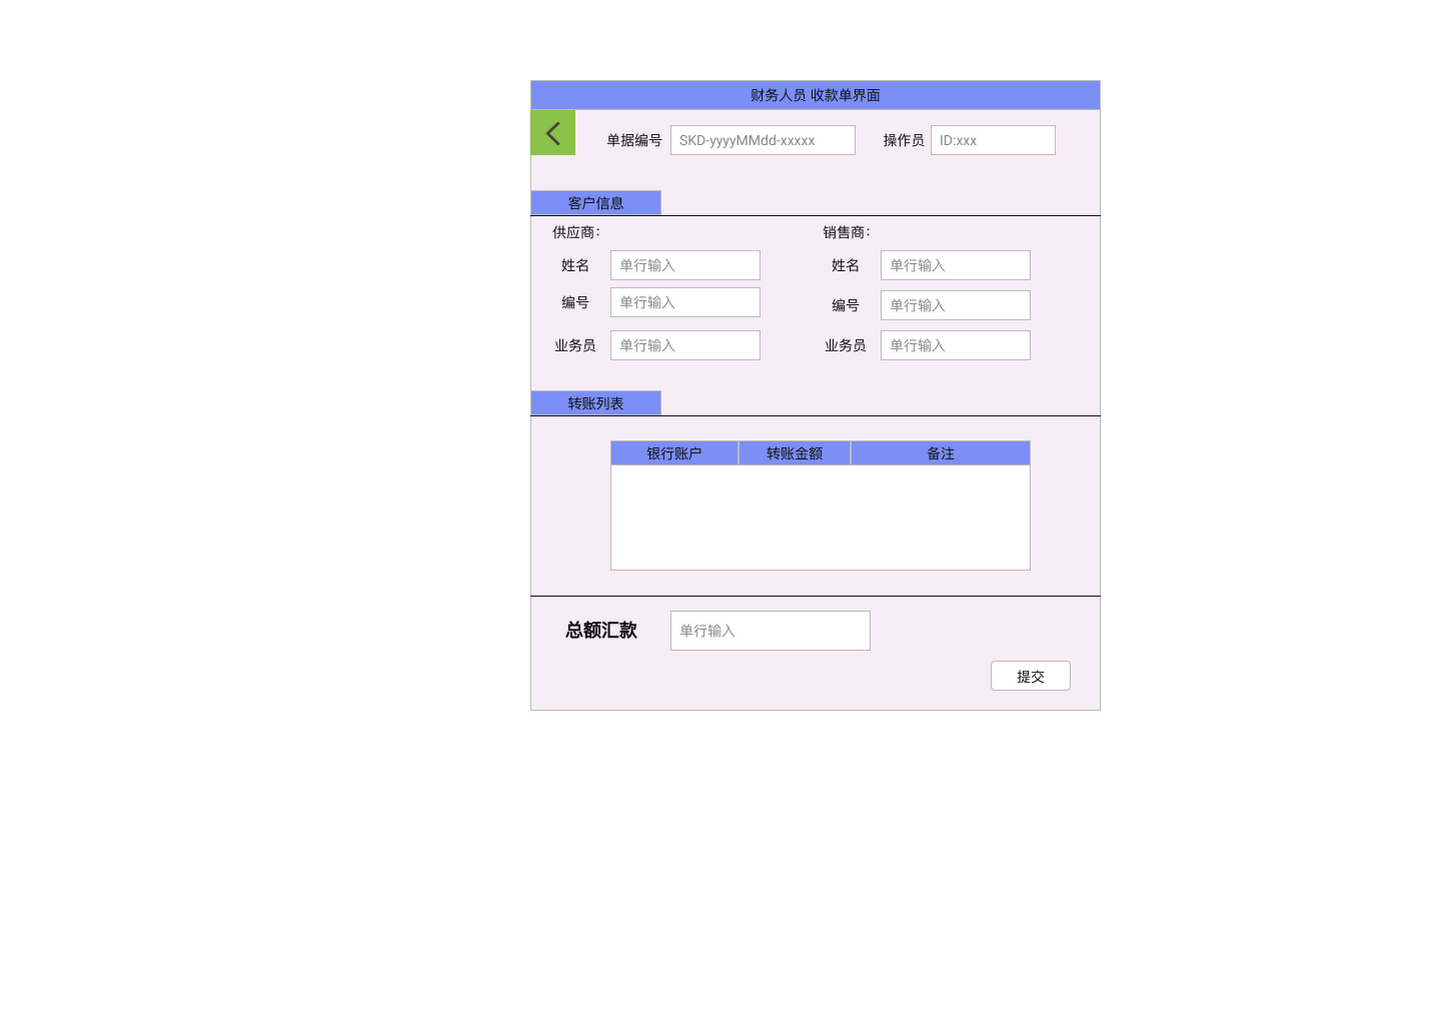 财务人员 收款单界面
单据编号 SKD-yyyyMMdd-xxxxx 操作员 ID:xxx
客户信息
供应商： 销售商：
姓名 单行输入 姓名 单行输入
编号 单行输入 编号 单行输入
业务员 单行输入 业务员 单行输入
转账列表
银行账户 转账金额 备注
总额汇款 单行输入
提交